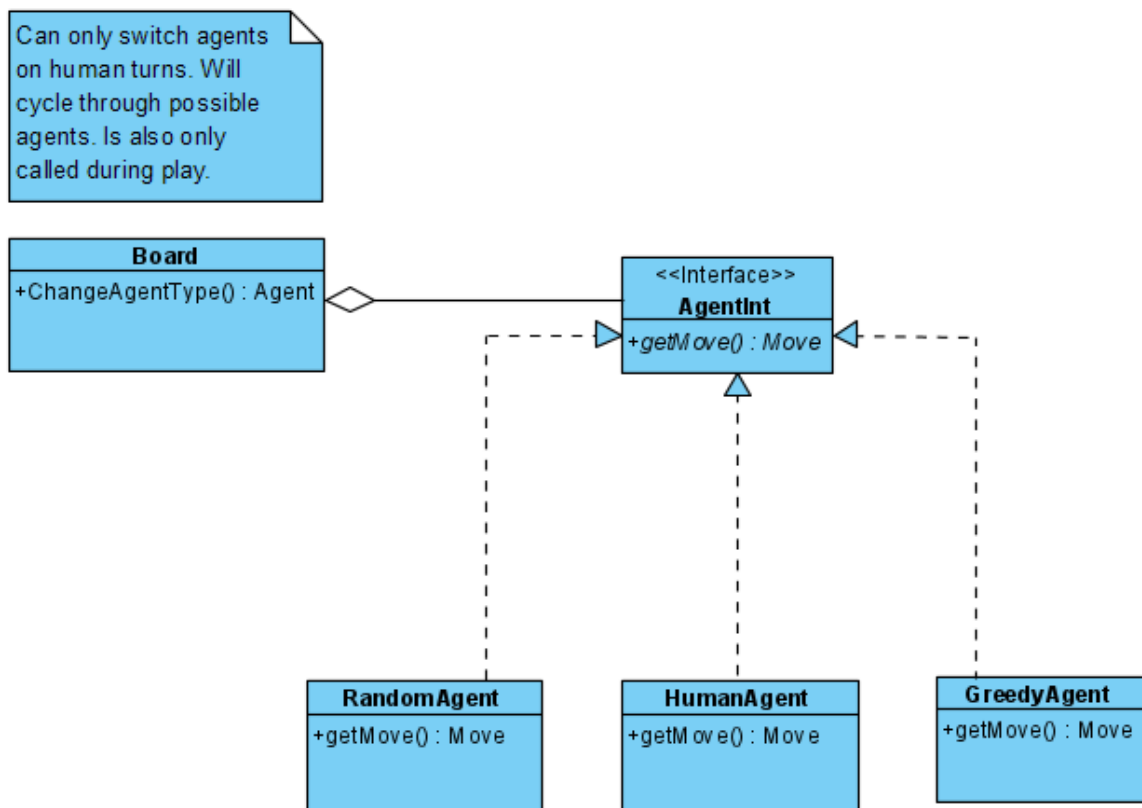 Can only switch agents
on human turns. Will
cycle through possible
agents. Is also only
called during play.
Board
+ChangeAgentType() : Agent
<<Interface>>
AgentInt
+getMove() : Move
RandomAgent
+getMove() : Move
HumanAgent
+getMove() : Move
GreedyAgent
+getMove() : Move